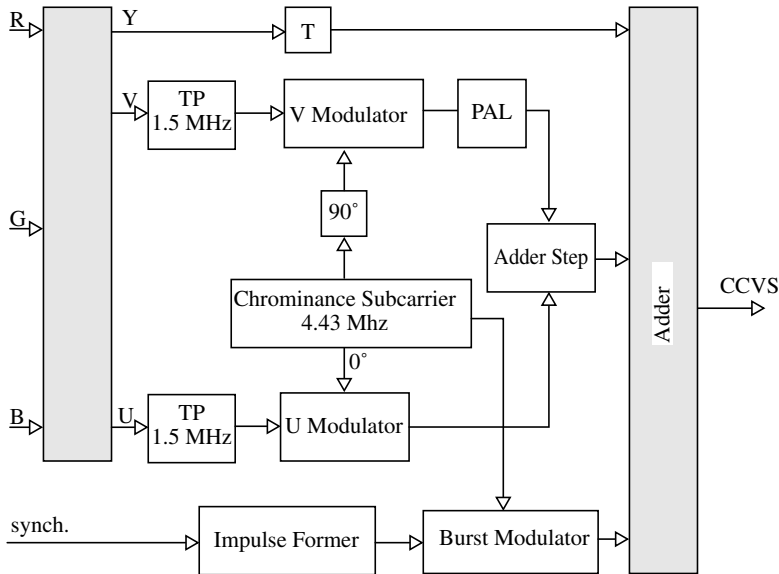 R
Y
T
V
TP
1.5 MHz
V Modulator
PAL
90°
G
Adder Step
Chrominance Subcarrier
4.43 Mhz
CCVS
Adder
0°
B
U
TP
1.5 MHz
U Modulator
synch.
Impulse Former
Burst Modulator